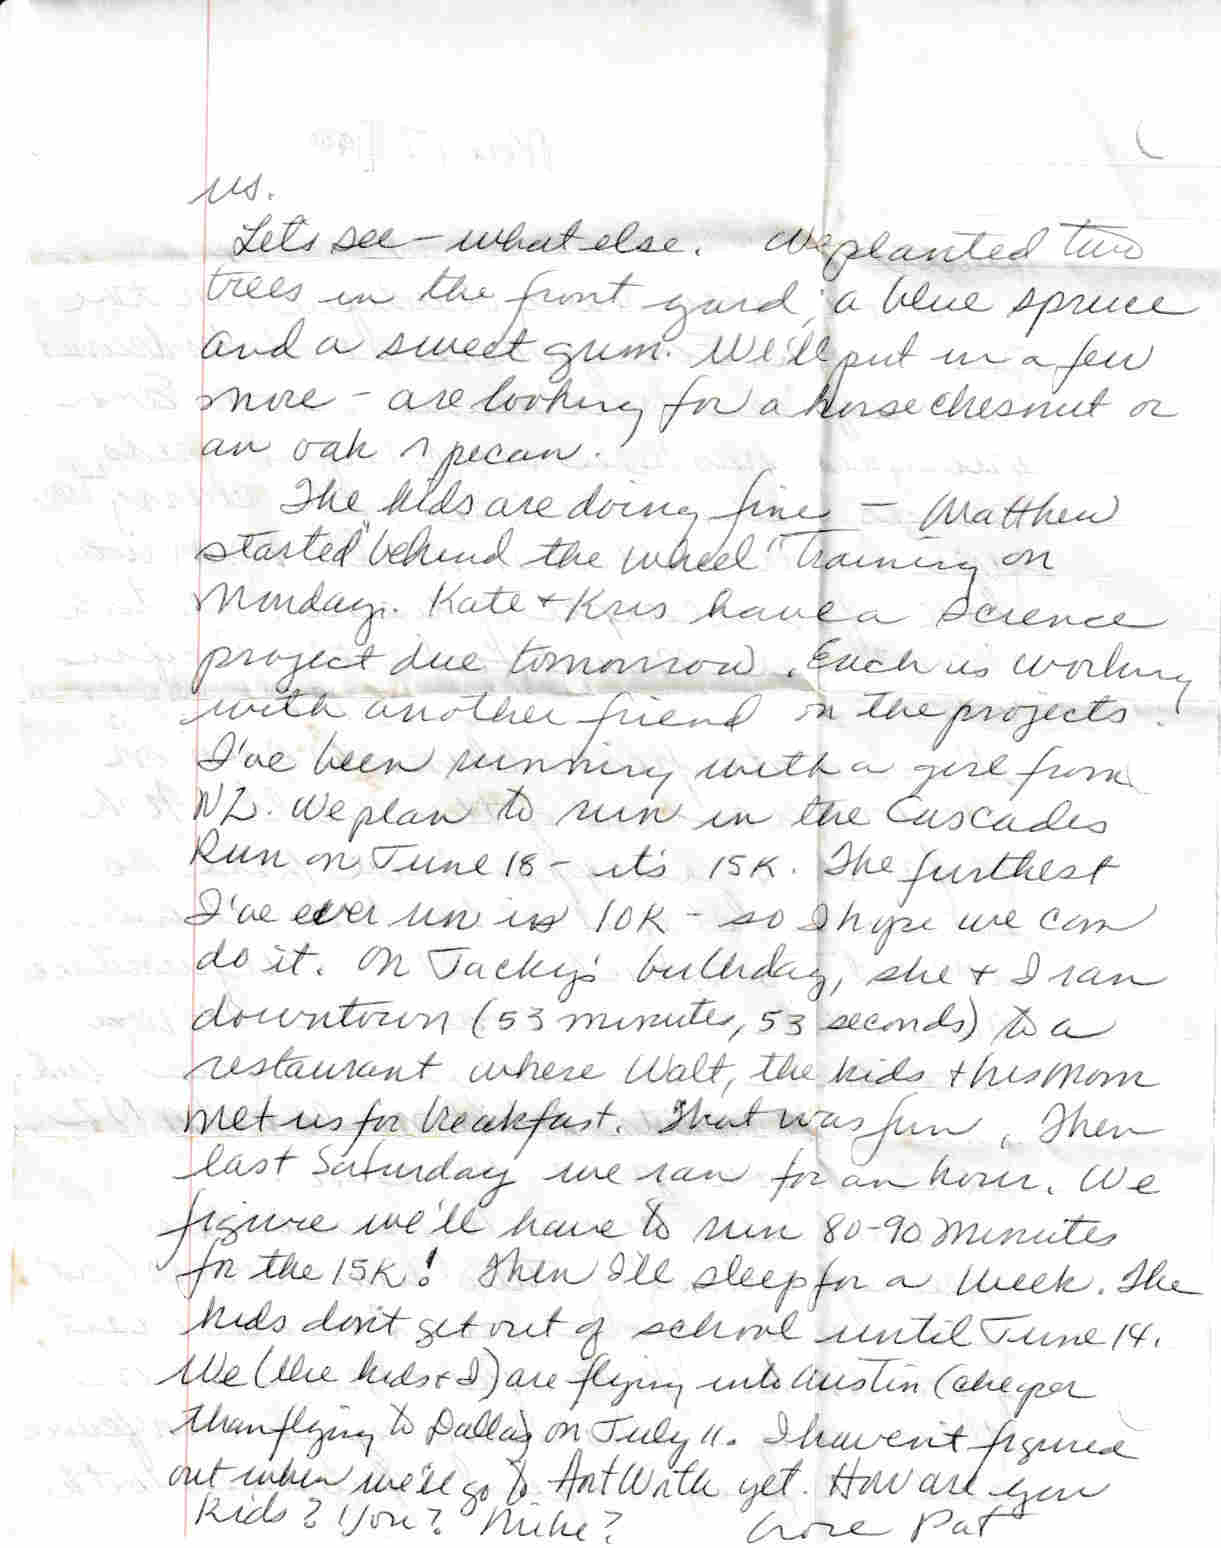 us.
Let's see - what else. We planted two
trees in the front yard; a blue spruce
and a sweet gum. We'll put in a few
more - are looking for a horse chesnut or
an oak or pecan.
The kids are doing fine - Matthew
started "behind the wheel" training on
Monday. Kate + Kris have a science
project due tomorrow. Each is working
with another friend on the projects.
I've been running with a girl from
NZ. We plan to run in the Cascades
Run on June 18 - it's 15K. The furthest
I've ever run is 10K - so I hope we can
do it. On Jacky's birthday, she + I ran
downtown (53 minutes, 53 seconds) to a
restaurant where Walt, the kids + his Mom
met us for breakfast. That was fun. Then
last Saturday we ran for an hour. We
figure we'll have to run 80-90 minutes
for the 15K! Then I'll sleep for a week. The
kids don't get out of school until June 14.
We (the kids + I) are flying into Austin (cheaper
than flying to Dallas) on July 11. I haven't figured
out when we'll go to Ft Worth yet. How are you
kids? You? Mike? Love Pat